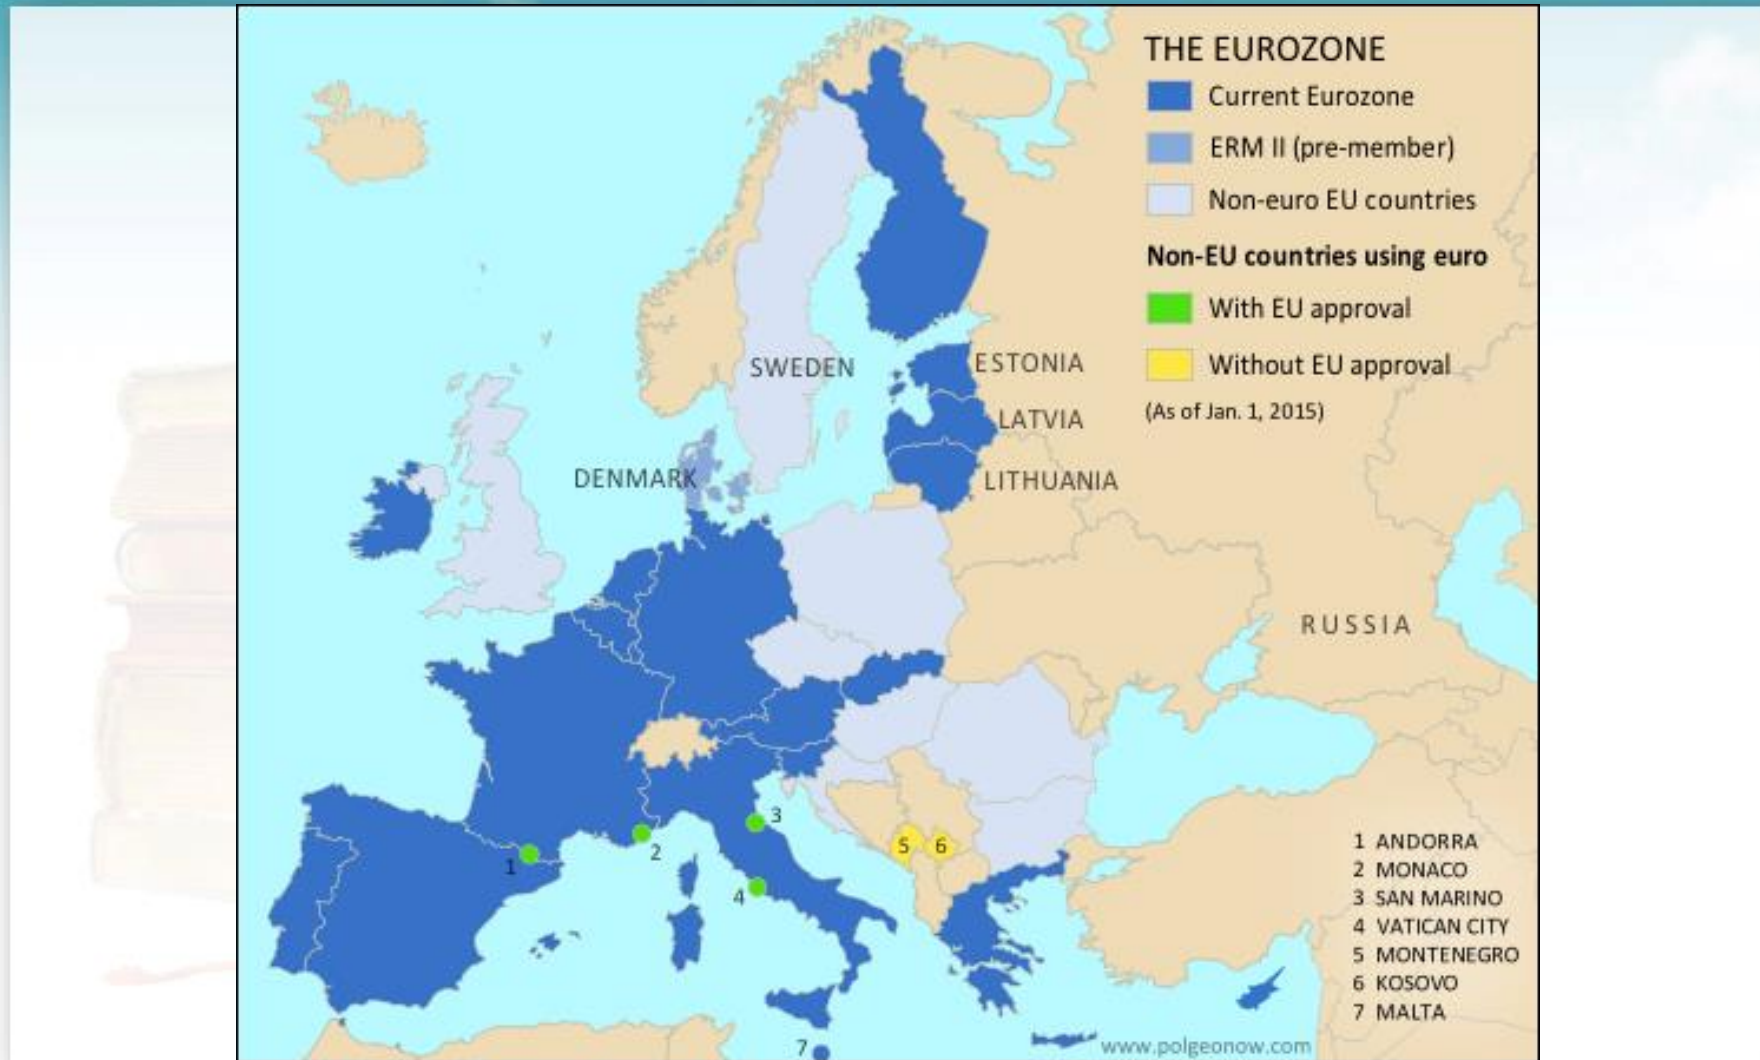 THE EUROZONE
Current Eurozone
ERM II (pre-member)
Non-euro EU countries
Non-EU countries using euro
With EU approval
Without EU approval
(As of Jan. 1, 2015)
SWEDEN
ESTONIA
LATVIA
DENMARK
LITHUANIA
RUSSIA
1
2
3
4
5
6
7
1 ANDORRA
2 MONACO
3 SAN MARINO
4 VATICAN CITY
5 MONTENEGRO
6 KOSOVO
7 MALTA
www.polgeonow.com